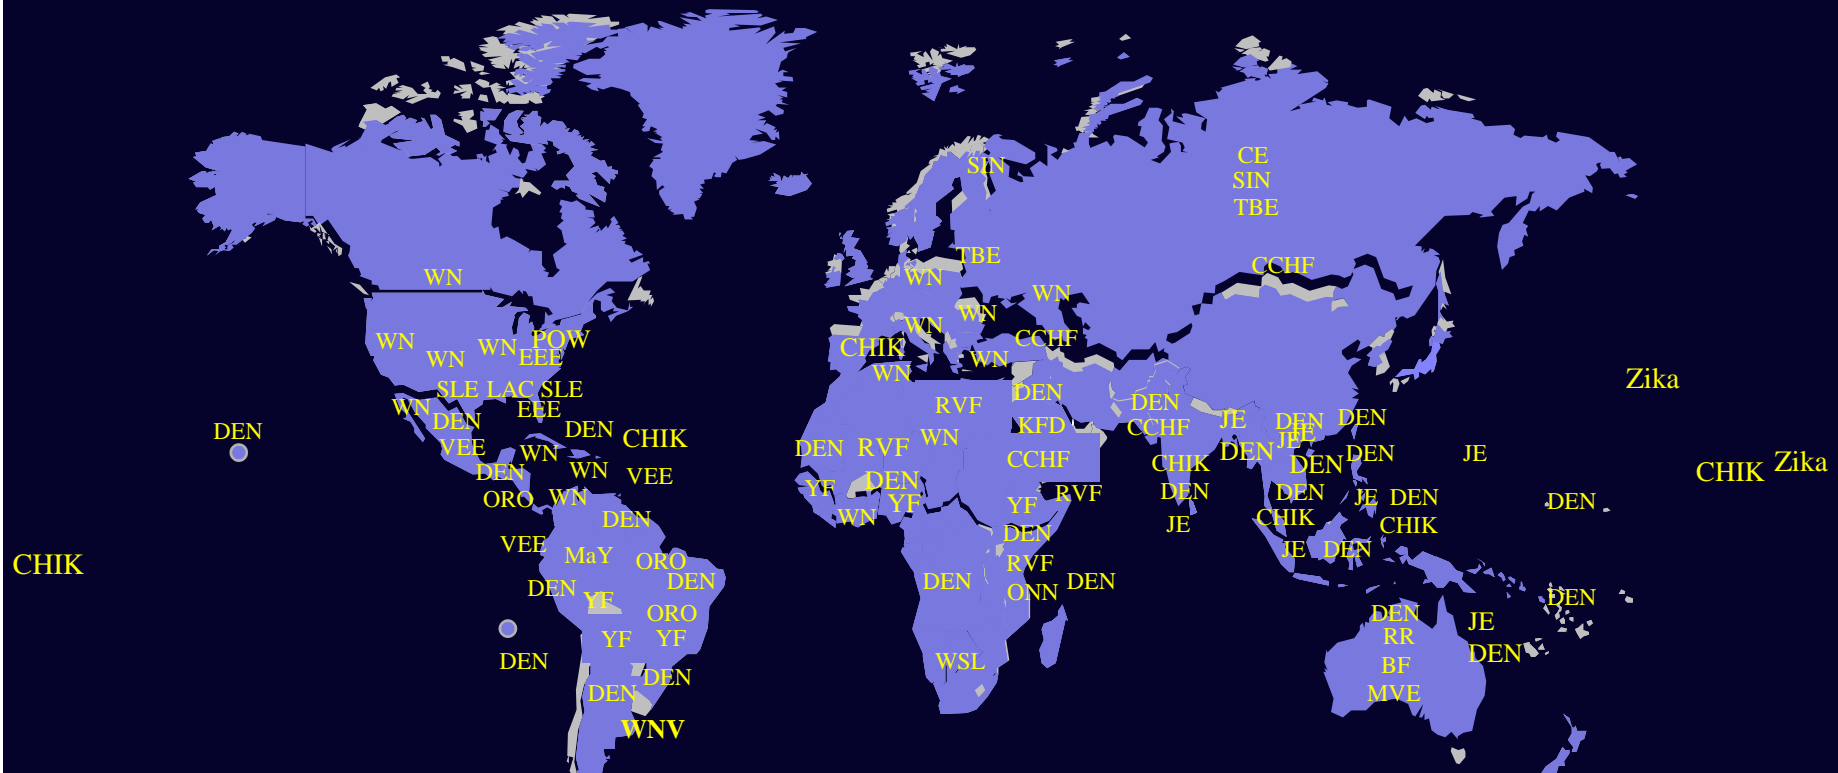 CE
SIN
SIN
TBE
TBE
CCHF
WN
WN
WN
WN
WN
WN
POW
CCHF
WN
WN
EEE
CHIK
WN
WN
WN
Zika
SLE
LAC
SLE
DEN
DEN
WN
EEE
RVF
DEN
VEE
DEN
CHIK
KFD
CCHF
JE
DEN
JE
JE
DEN
DEN
DEN
WN
DEN
RVF
WN
DEN
DEN
JE
Zika
DEN
WN
VEE
DEN
CCHF
CHIK
DEN
CHIK
ORO
WN
YF
YF
RVF
DEN
DEN
JE
DEN
DEN
DEN
WN
YF
JE
CHIK
CHIK
VEE
MaY
ORO
DEN
RVF
JE
DEN
CHIK
DEN
YF
DEN
DEN
ONN
DEN
DEN
ORO
DEN
JE
YF
YF
RR
DEN
WSL
BF
DEN
DEN
DEN
MVE
WNV